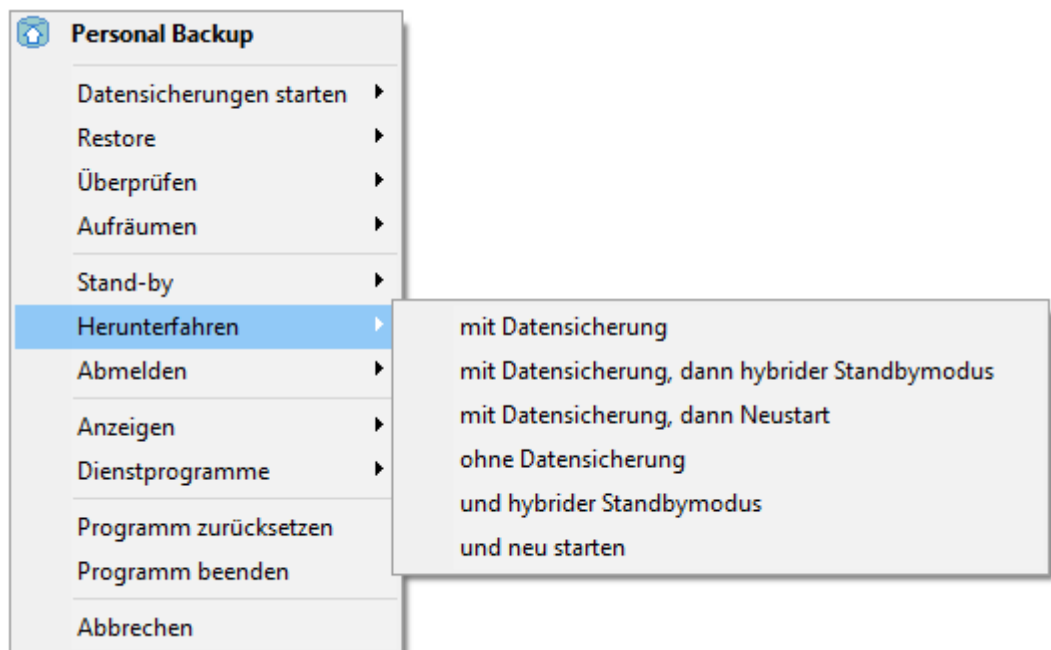 Personal Backup
Datensicherungen starten
Restore
Überprüfen
Aufräumen
Stand-by
Herunterfahren
mit Datensicherung
mit Datensicherung, dann hybrider Standbymodus
mit Datensicherung, dann Neustart
ohne Datensicherung
und hybrider Standbymodus
und neu starten
Abmelden
Anzeigen
Dienstprogramme
Programm zurücksetzen
Programm beenden
Abbrechen